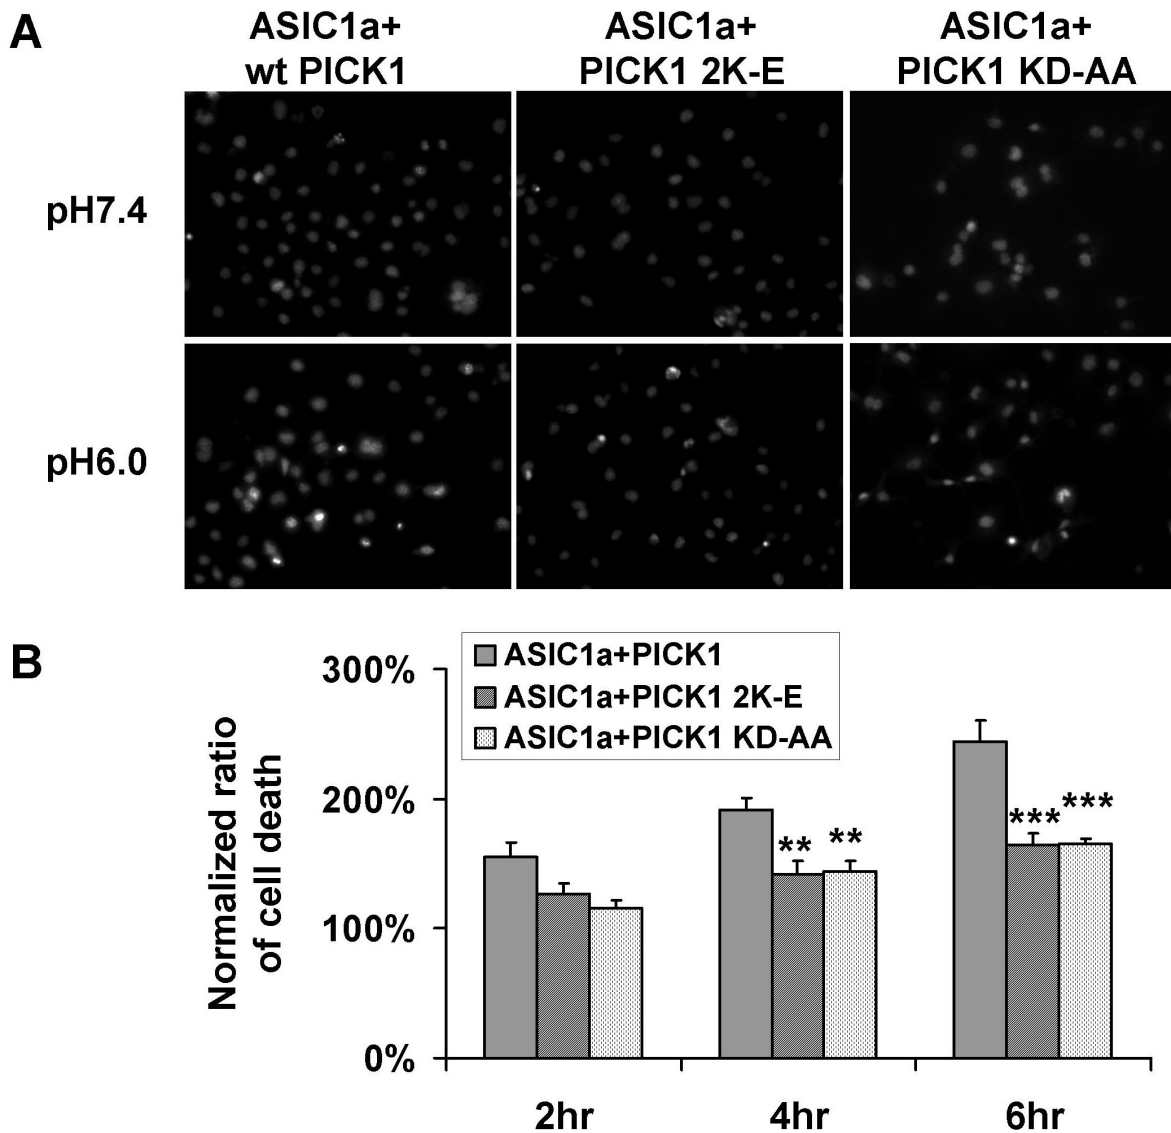 A
ASIC1a+
wt PICK1
ASIC1a+
PICK1 2K-E
ASIC1a+
PICK1 KD-AA
pH7.4
pH6.0
B
Normalized ratio
of cell death
300%
200%
100%
0%
ASIC1a+PICK1
ASIC1a+PICK1 2K-E
ASIC1a+PICK1 KD-AA
**
**
***
***
2hr
4hr
6hr